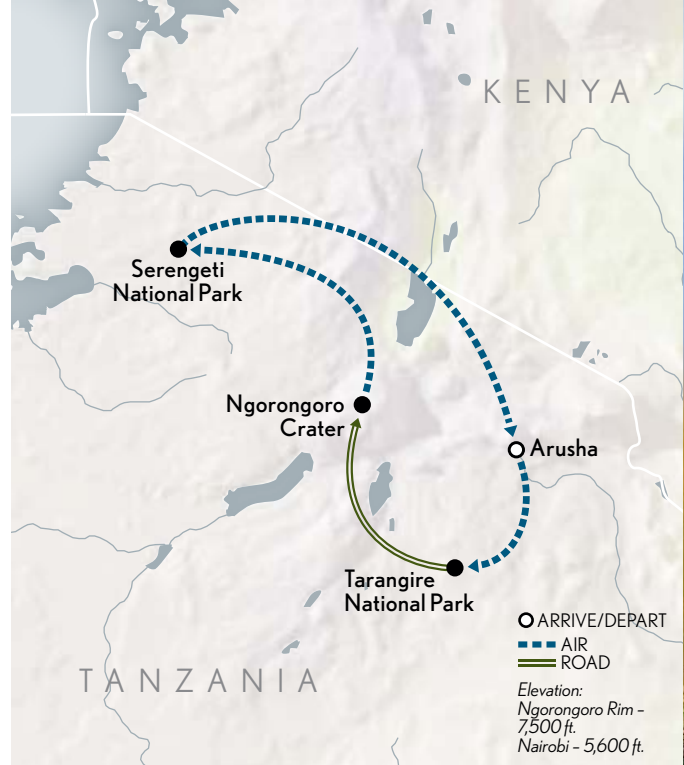 KENYA
Serengeti
National Park
Ngorongoro
Crater
Arusha
Tarangire
National Park
TANZANIA
ARRIVE/DEPART
AIR
ROAD
Elevation:
Ngorongoro Rim –
7,500 ft.
Nairobi – 5,600 ft.